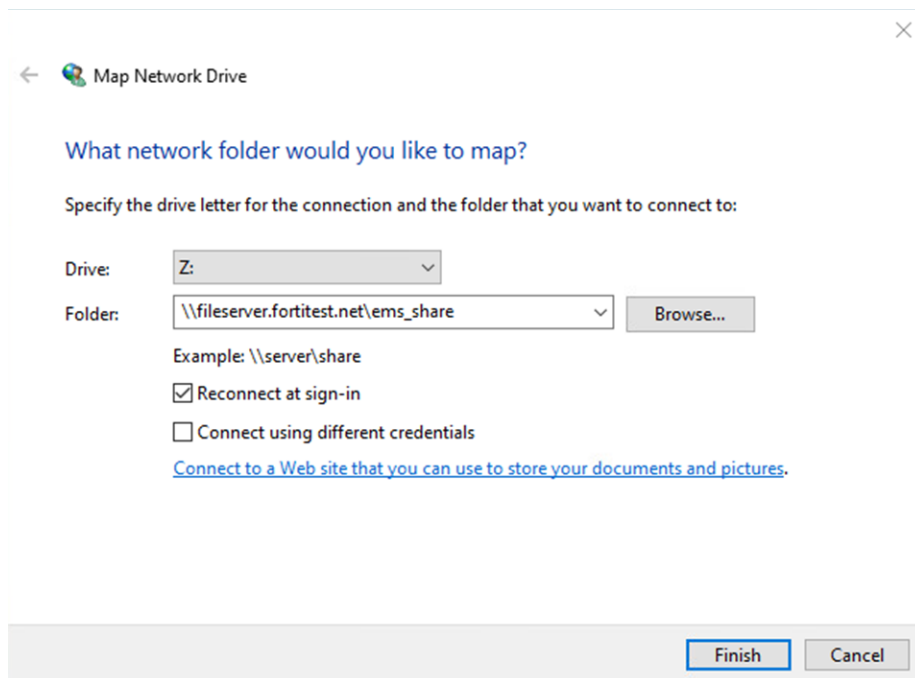 Map Network Drive
What network folder would you like to map?
Specify the drive letter for the connection and the folder that you want to connect to:
Drive: Z:
Folder: \\fileserver.fortitest.net\ems_share Browse...
Example: \\server\share
Reconnect at sign-in
Connect using different credentials
Connect to a Web site that you can use to store your documents and pictures.
Finish Cancel